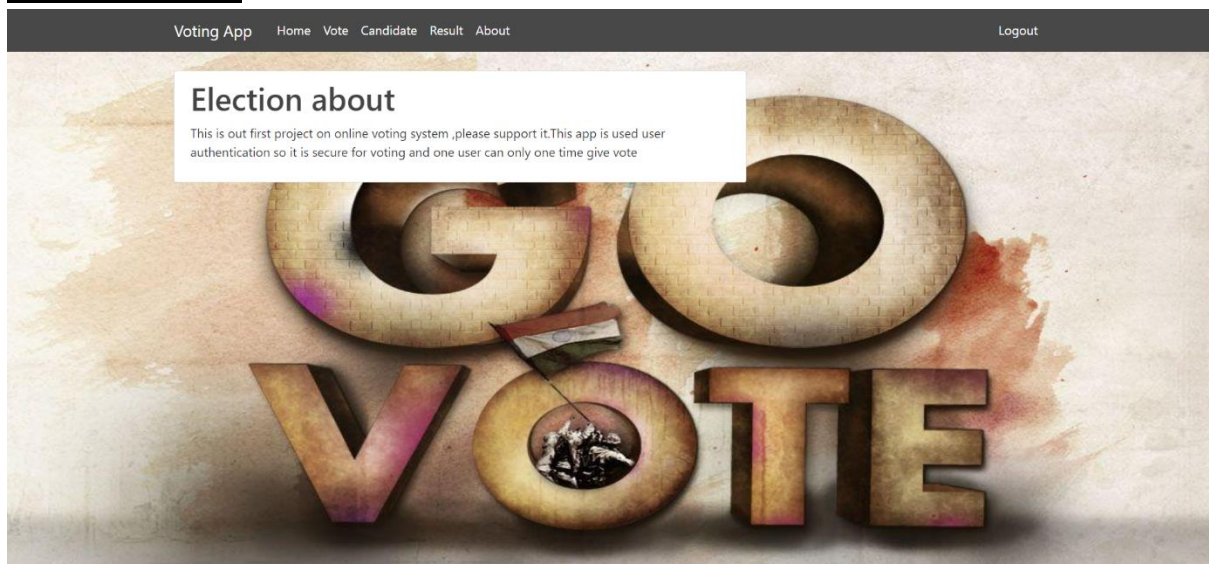 Voting App Home Vote Candidate Result About Logout
Election about
This is out first project on online voting system ,please support it.This app is used user
authentication so it is secure for voting and one user can only one time give vote
GO
VOTE